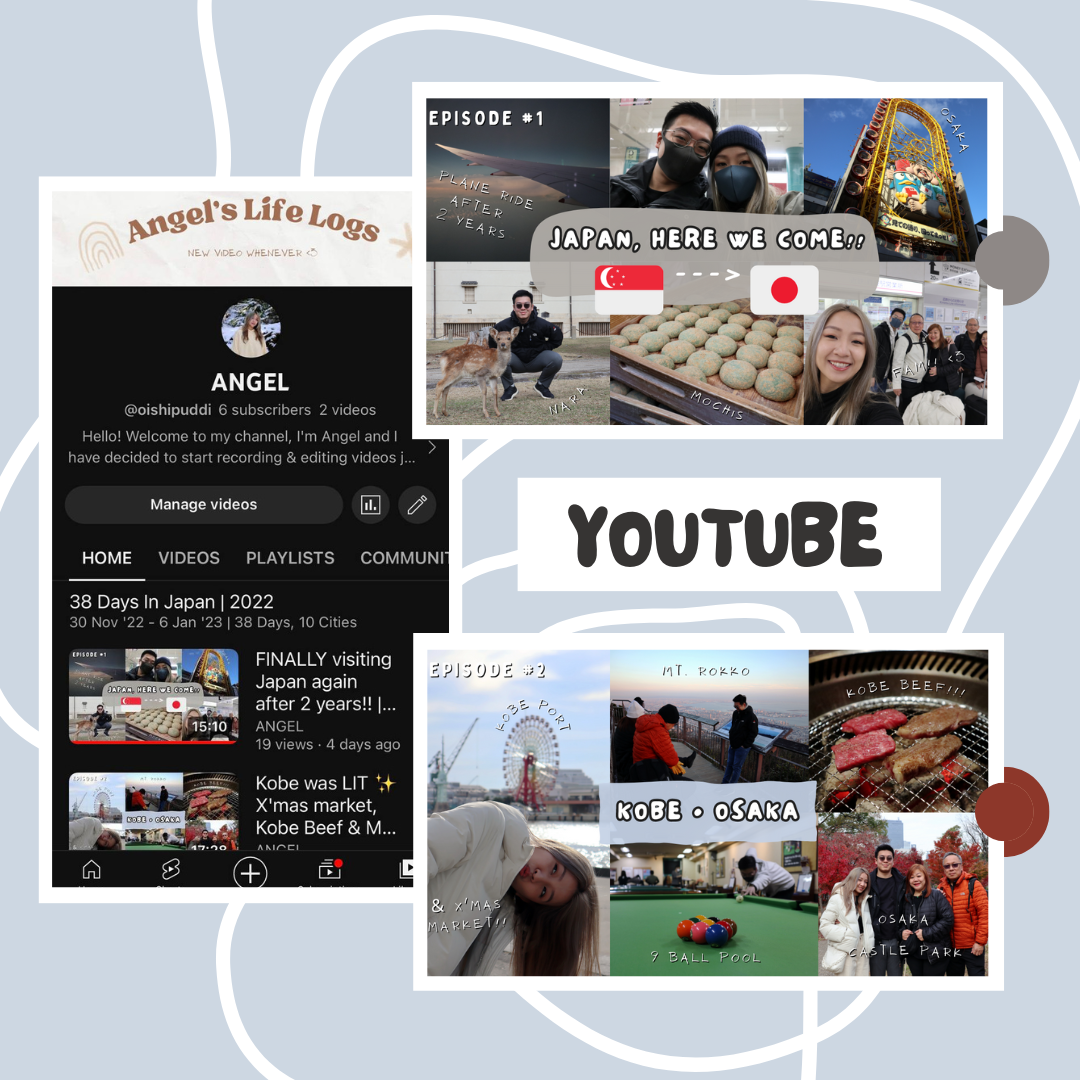 Angel's Life Logs
NEW VIDEO WHENEVER <3
ANGEL
@oishipuddi 6 subscribers 2 videos
Hello! Welcome to my channel, I'm Angel and I
have decided to start recording & editing videos j...
Manage videos
HOME VIDEOS PLAYLISTS COMMUNIT
38 Days In Japan | 2022
30 Nov '22 - 6 Jan '23 | 38 Days, 10 Cities
EPISODE #1
JAPAN, HERE WE COME!!
15:10
FINALLY visiting
Japan again
after 2 years!! |...
ANGEL
19 views · 4 days ago
KOBE • OSAKA
17:28
Kobe was LIT ✨
X'mas market,
Kobe Beef & M...
ANGEL
EPISODE #1
PLANE RIDE
AFTER
2 YEARS
OSAKA
JAPAN, HERE WE COME!!
NARA
MOCHIS
FAMII <3
YOUTUBE
EPISODE #2
KOBE PORT
MT. ROKKO
KOBE BEEF!!!
KOBE • OSAKA
& X'MAS
MARKET!!
9 BALL POOL
OSAKA
CASTLE PARK